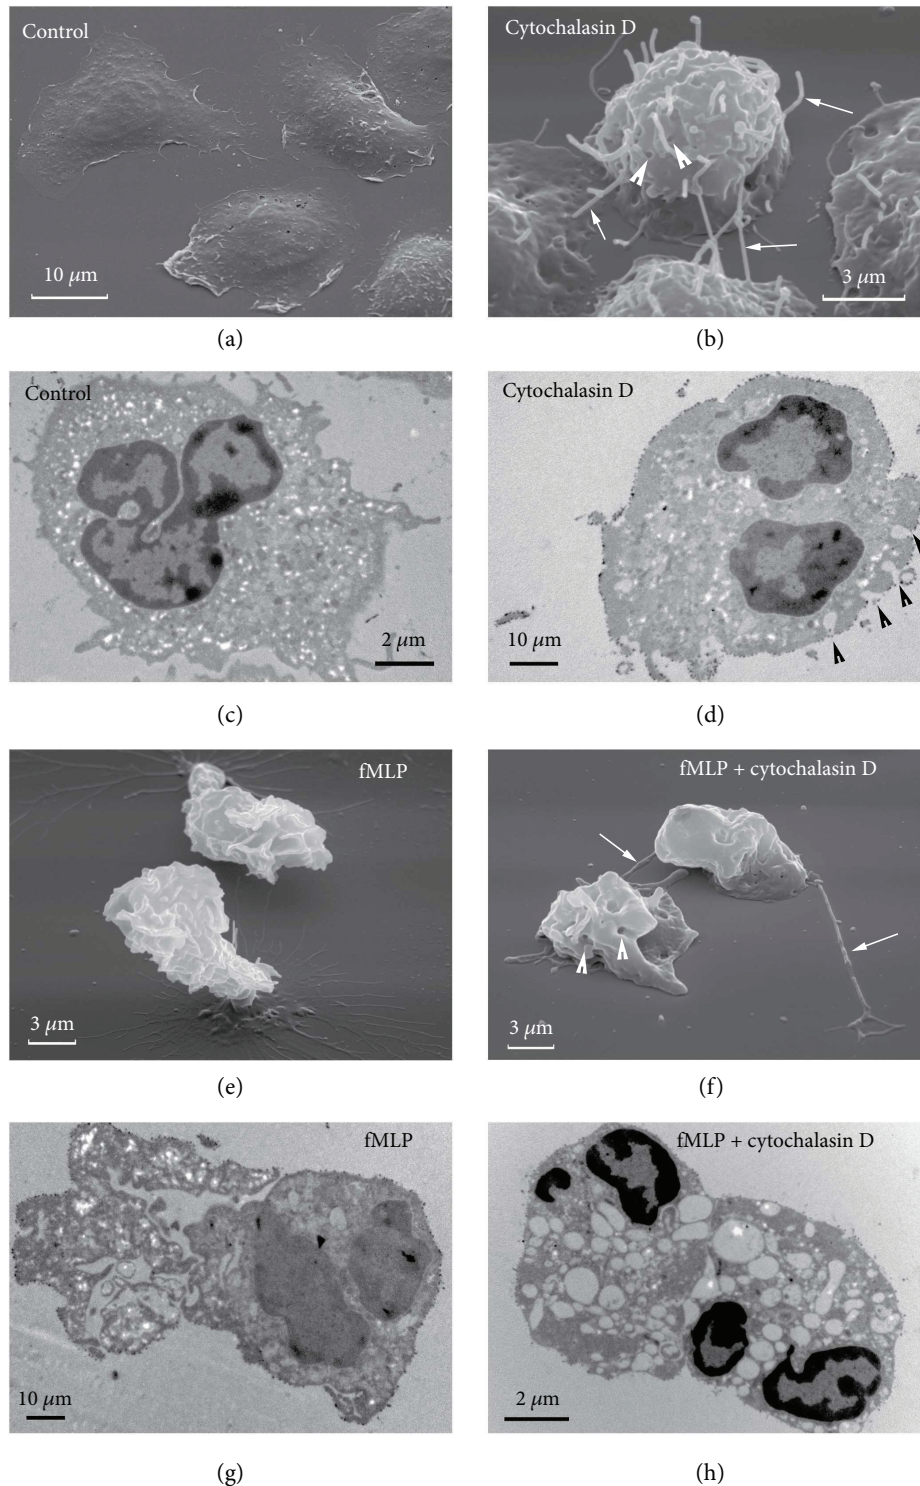 Control
10 μm
(a)
Cytochalasin D
3 μm
(b)
Control
2 μm
(c)
Cytochalasin D
10 μm
(d)
fMLP
3 μm
(e)
fMLP + cytochalasin D
3 μm
(f)
fMLP
10 μm
(g)
fMLP + cytochalasin D
2 μm
(h)